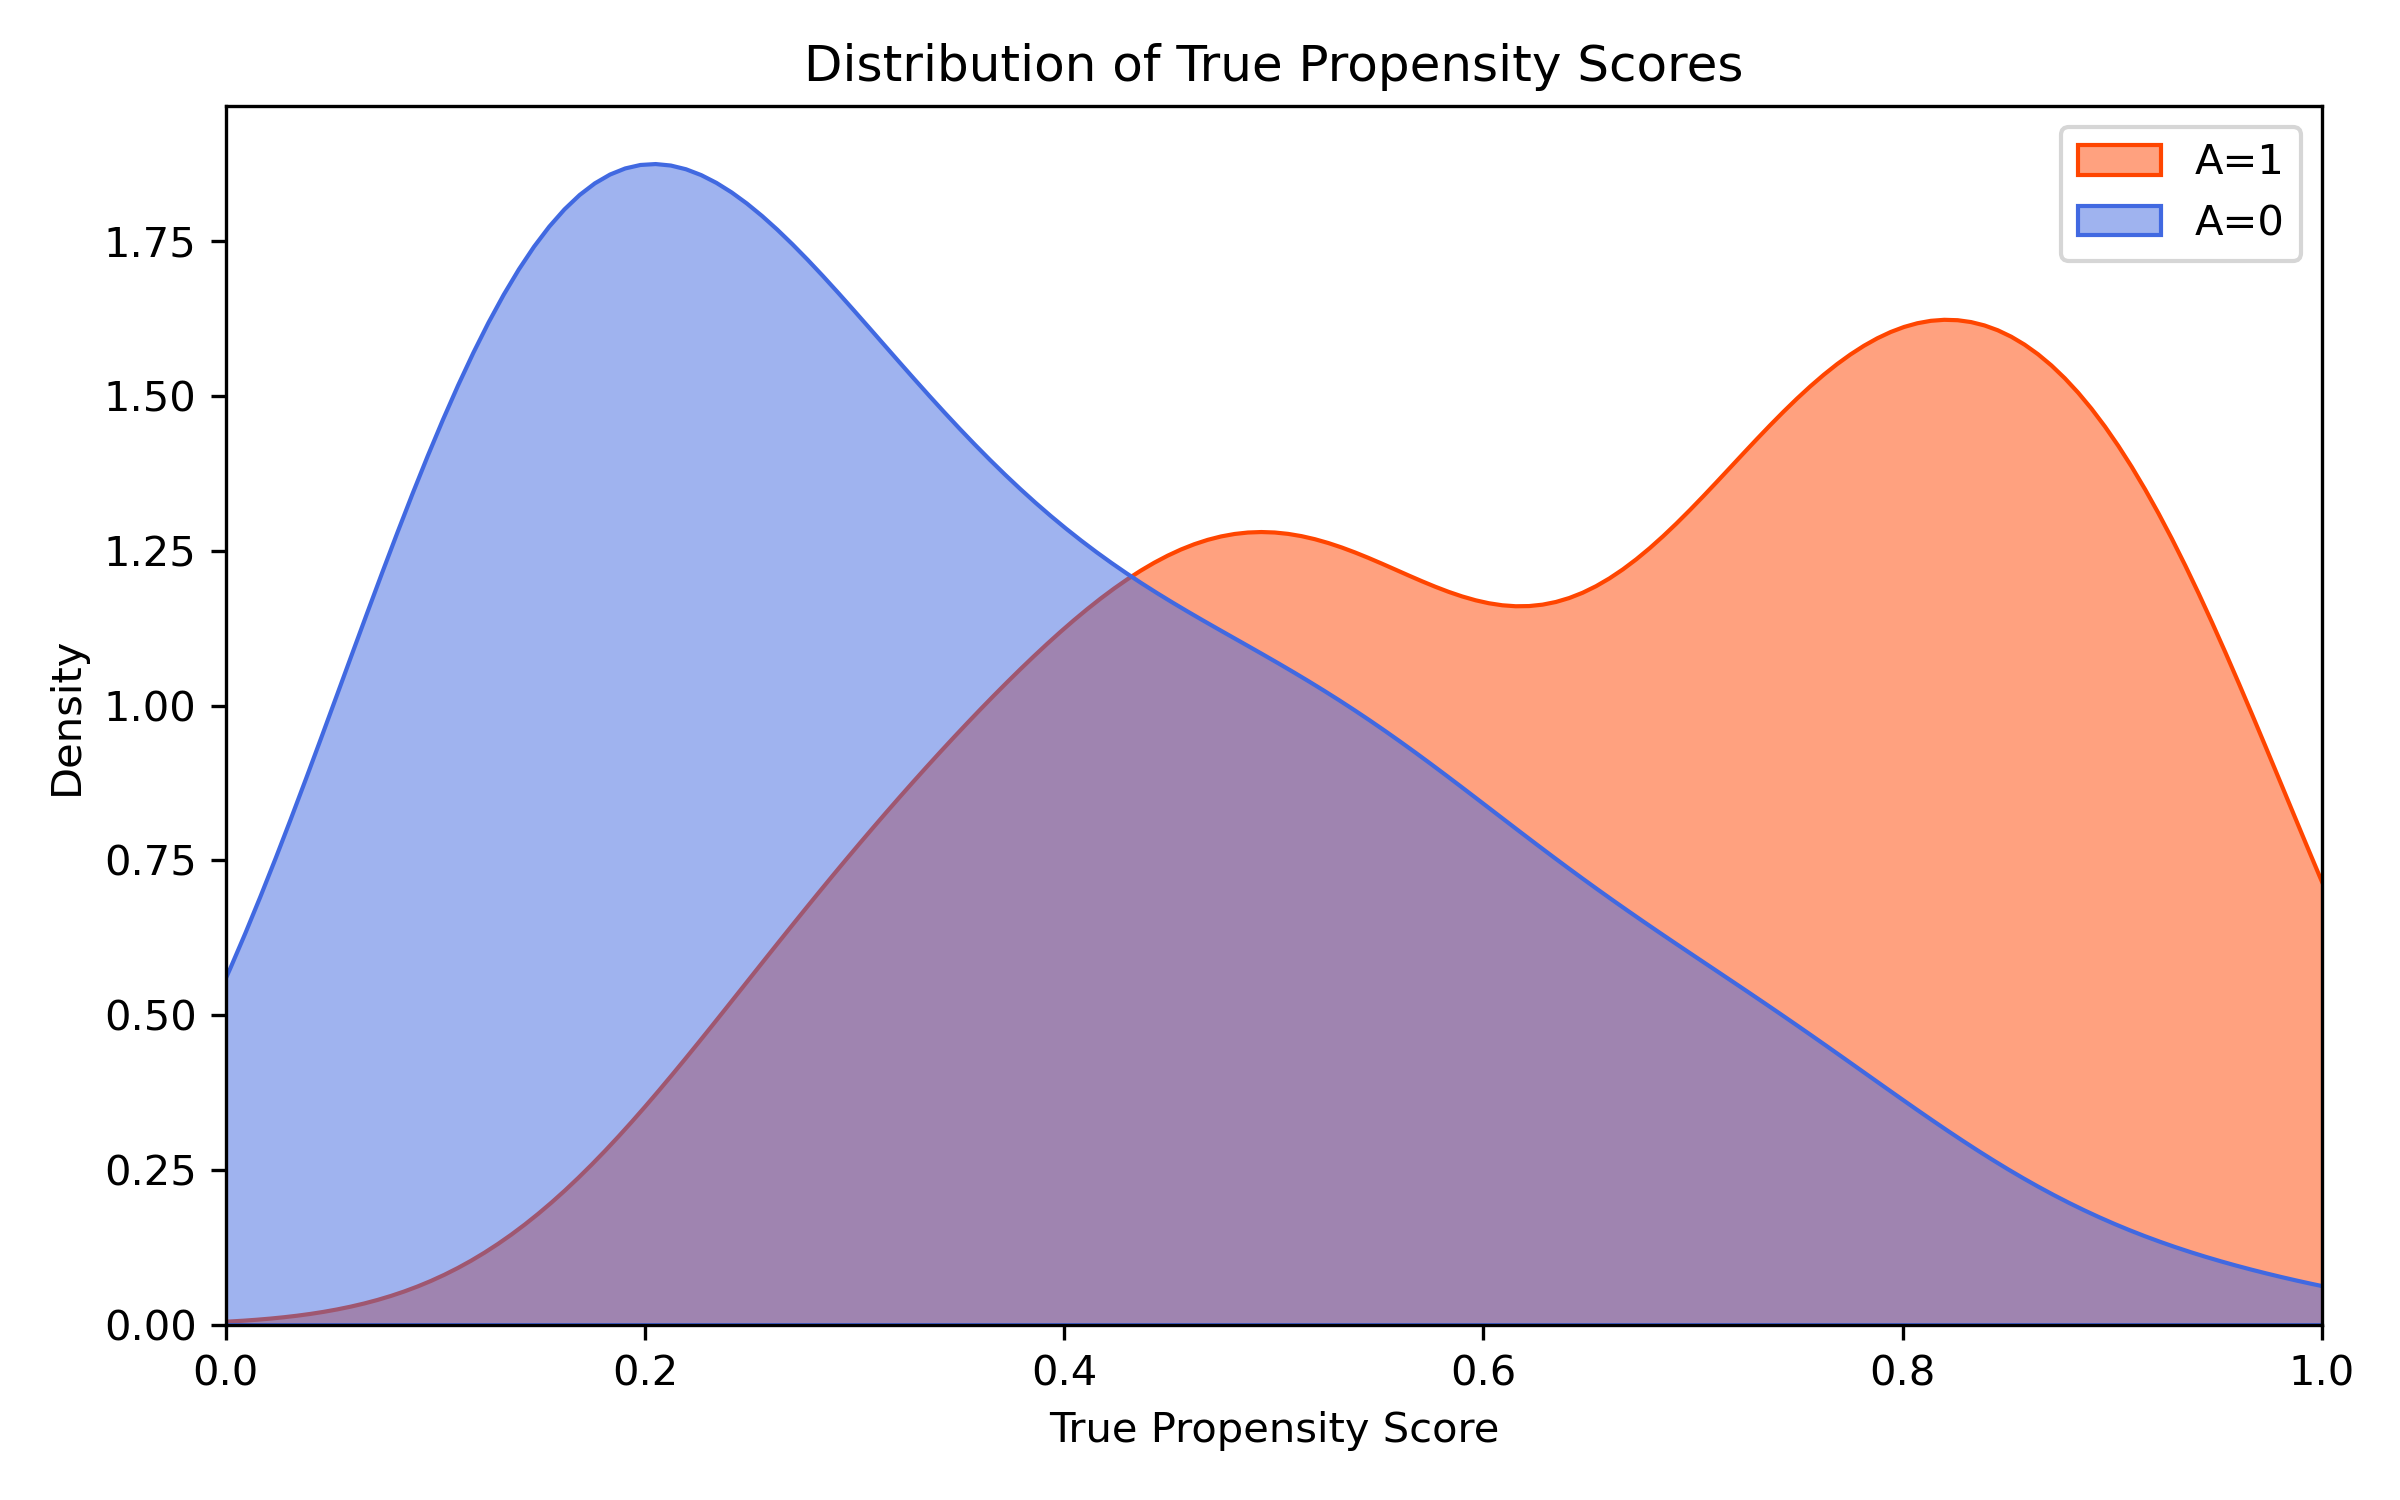 Distribution of True Propensity Scores
A=1
A=0
Density
1.75
1.50
1.25
1.00
0.75
0.50
0.25
0.00
0.0 0.2 0.4 0.6 0.8 1.0
True Propensity Score